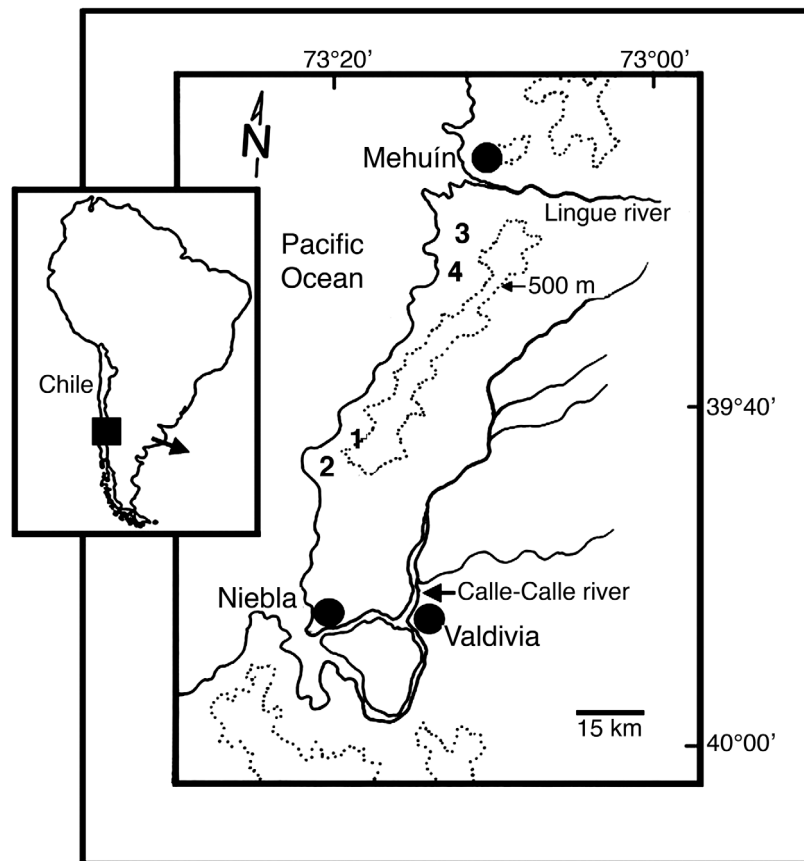 73°20'
73°00'
N
Mehuín
Lingue river
Pacific
Ocean
3
4
500 m
Chile
39°40'
1
2
Niebla
Calle-Calle river
Valdivia
15 km
40°00'